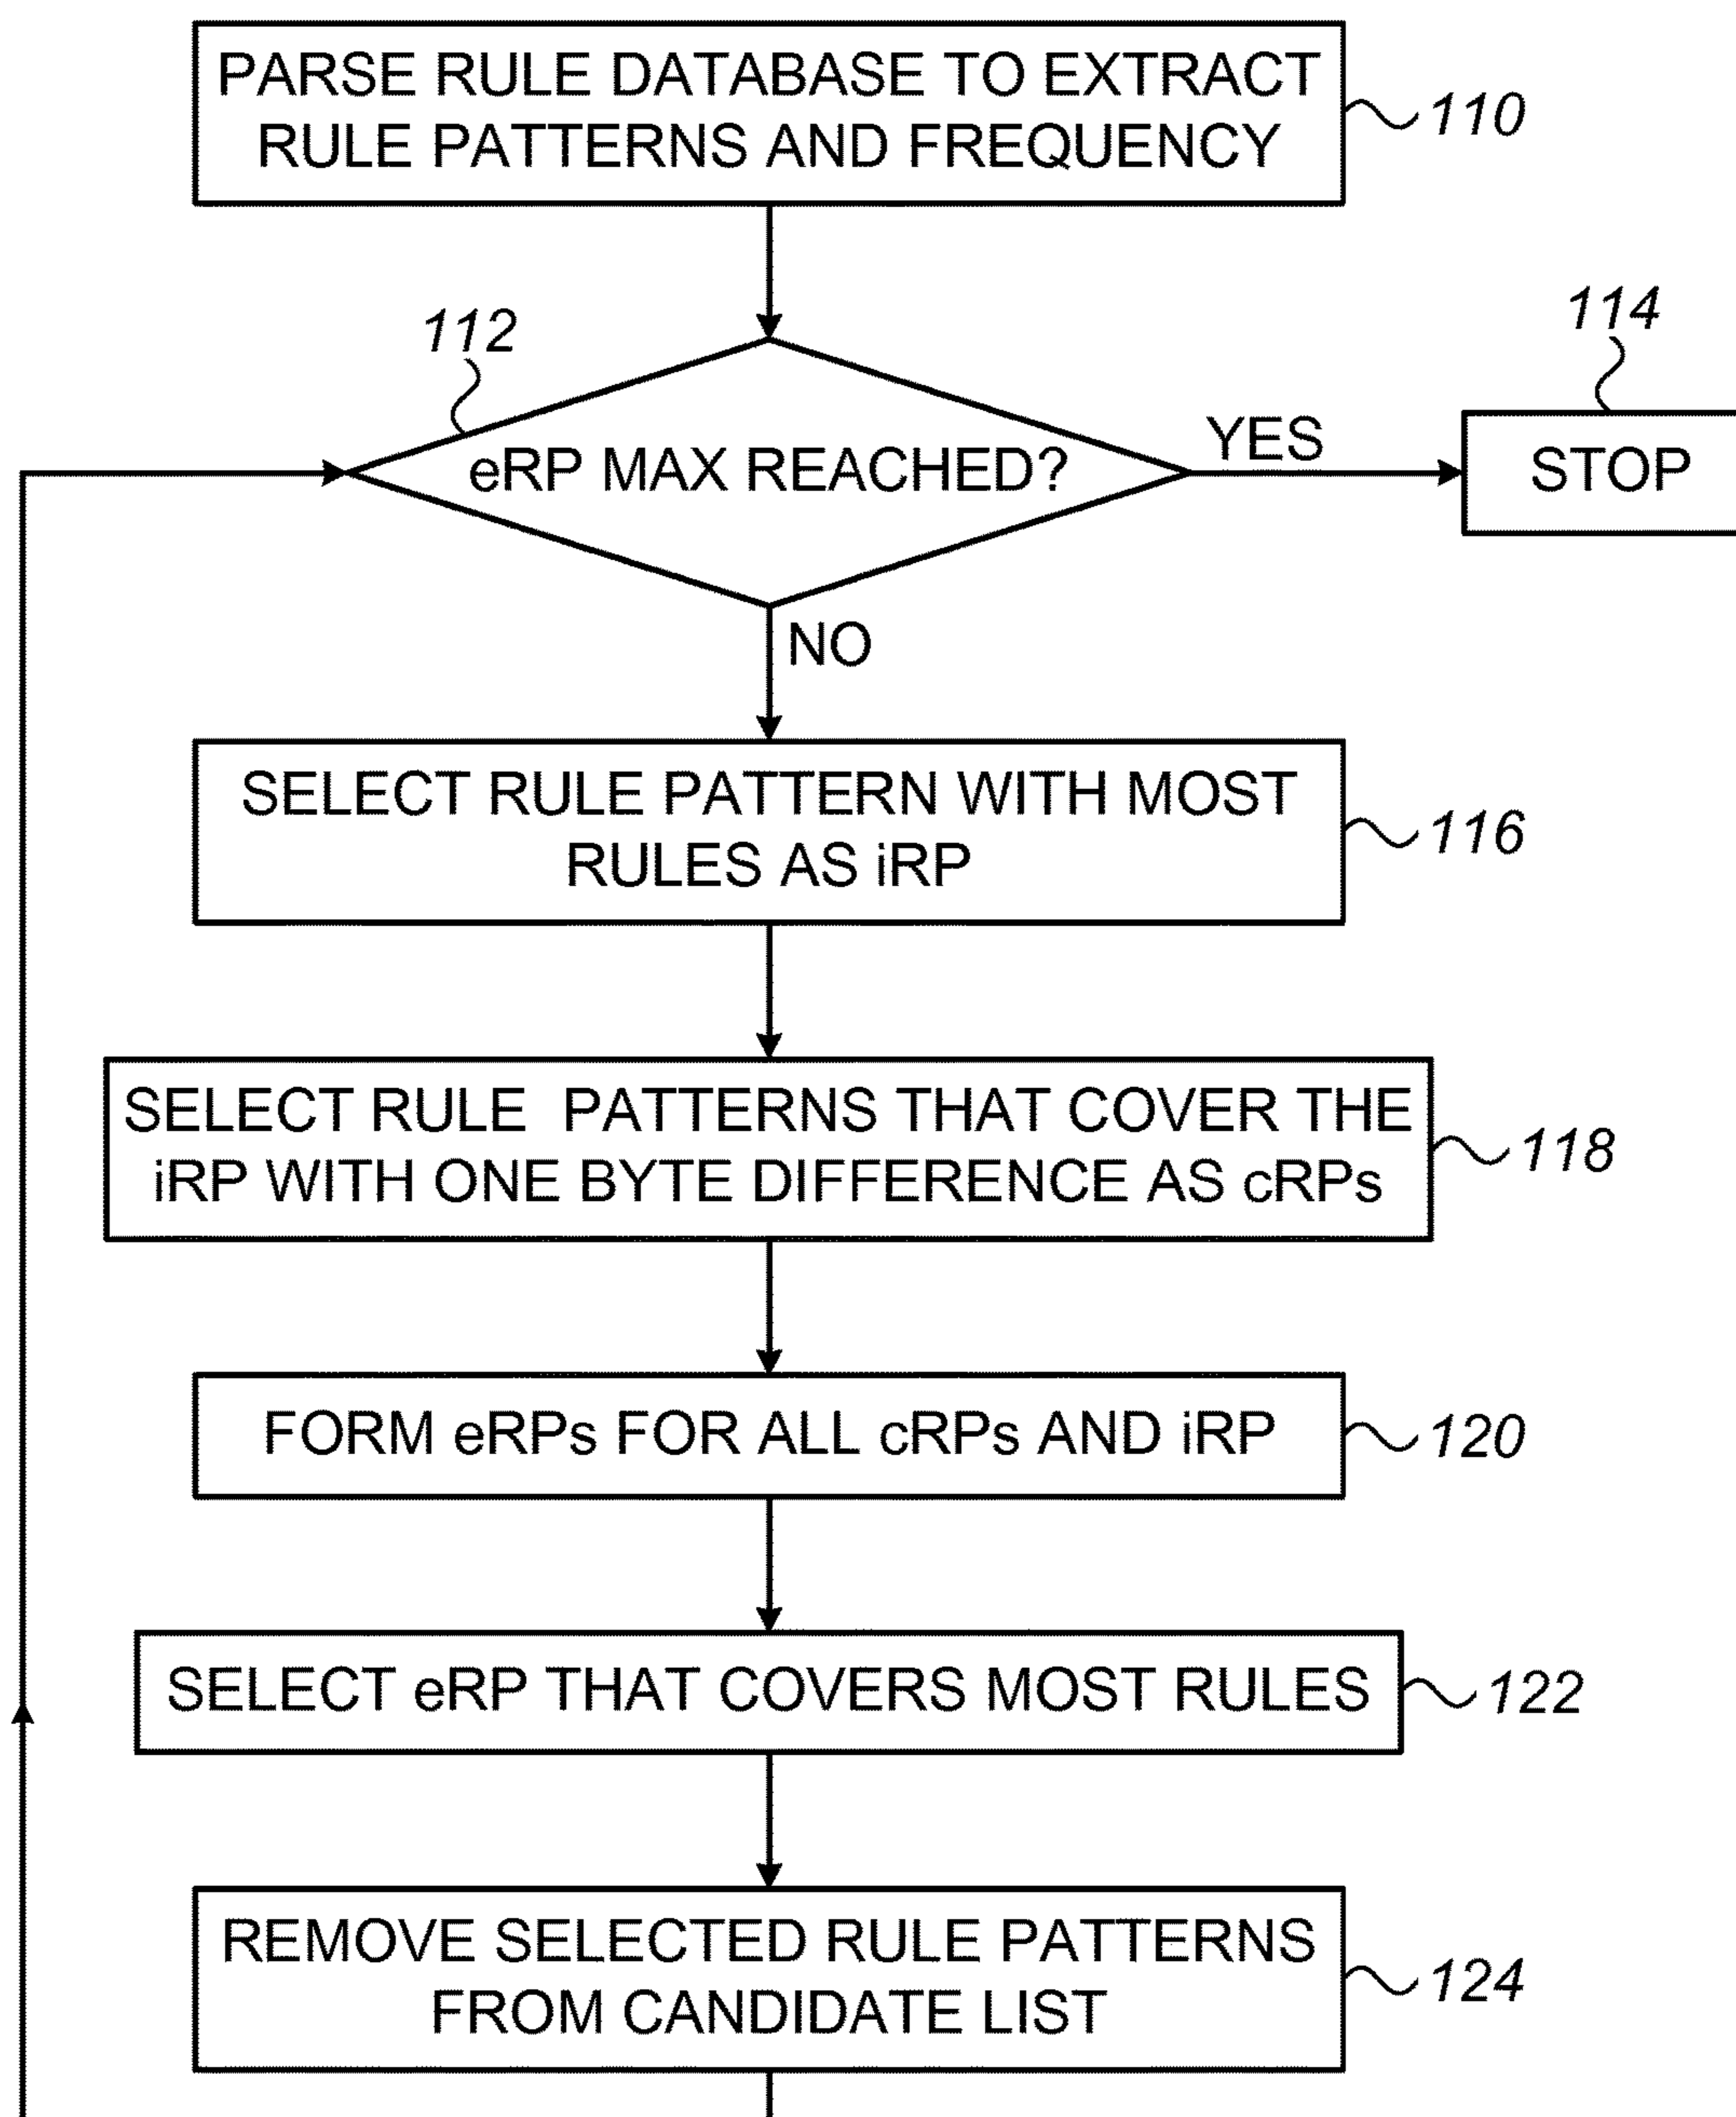 PARSE RULE DATABASE TO EXTRACT
RULE PATTERNS AND FREQUENCY
110
112
114
eRP MAX REACHED?
YES
STOP
NO
SELECT RULE PATTERN WITH MOST
RULES AS iRP
116
SELECT RULE PATTERNS THAT COVER THE
iRP WITH ONE BYTE DIFFERENCE AS cRPs
118
FORM eRPs FOR ALL cRPs AND iRP
120
SELECT eRP THAT COVERS MOST RULES
122
REMOVE SELECTED RULE PATTERNS
FROM CANDIDATE LIST
124